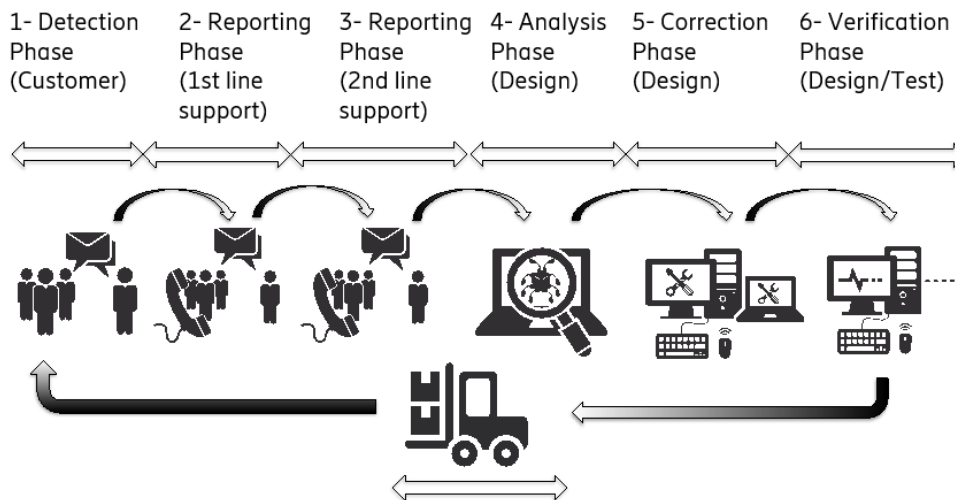 1- Detection
Phase
(Customer)
2- Reporting
Phase
(1st line
support)
3- Reporting
Phase
(2nd line
support)
4- Analysis
Phase
(Design)
5- Correction
Phase
(Design)
6- Verification
Phase
(Design/Test)